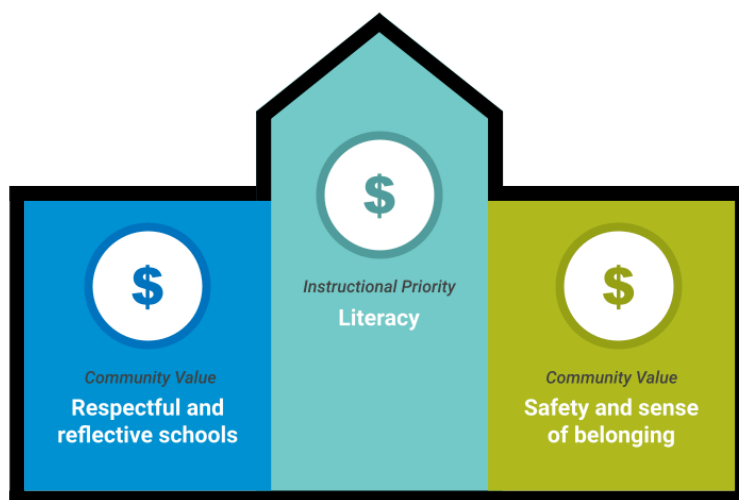 $
Community Value
Respectful and
reflective schools
$
Instructional Priority
Literacy
$
Community Value
Safety and sense
of belonging